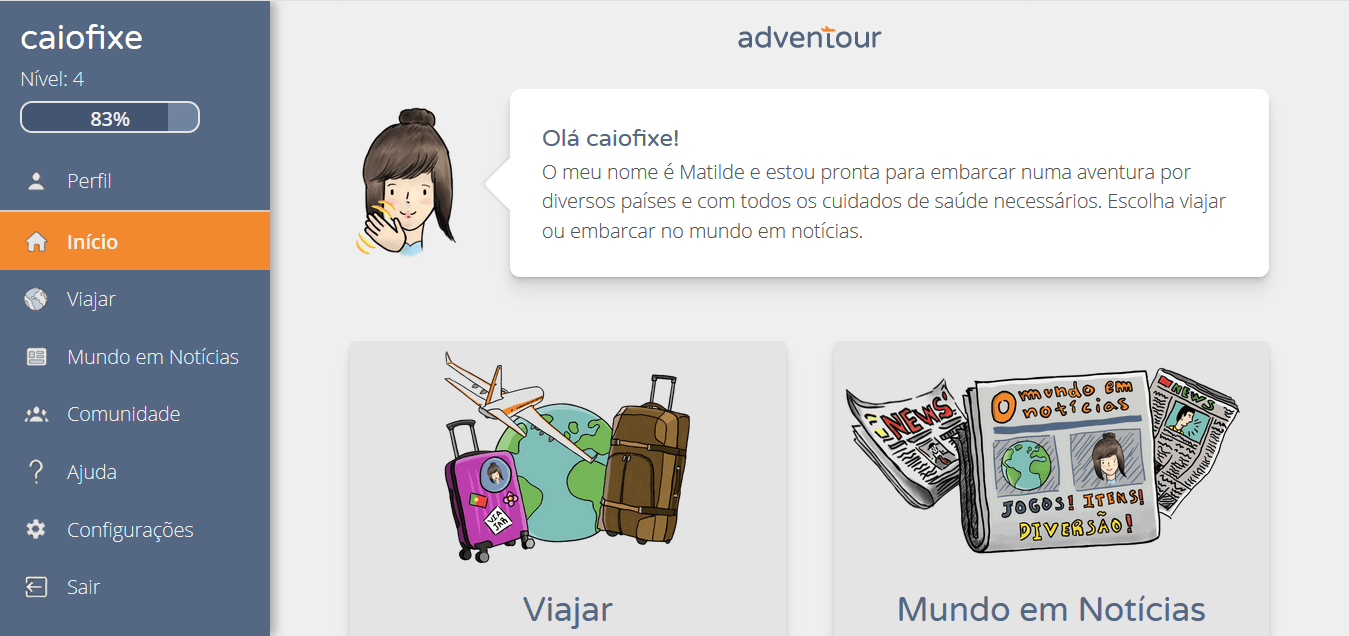 caiofixe
Nível: 4
83%
Perfil
Início
Viajar
Mundo em Notícias
Comunidade
Ajuda
Configurações
Sair
adventour
Olá caiofixe!
O meu nome é Matilde e estou pronta para embarcar numa aventura por
diversos países e com todos os cuidados de saúde necessários. Escolha viajar
ou embarcar no mundo em notícias.
VIA
JAR
Viajar
NEWS!
O mundo em
notícias
JOGOS! ITENS!
DIVERSÃO!
NEWS
Mundo em Notícias